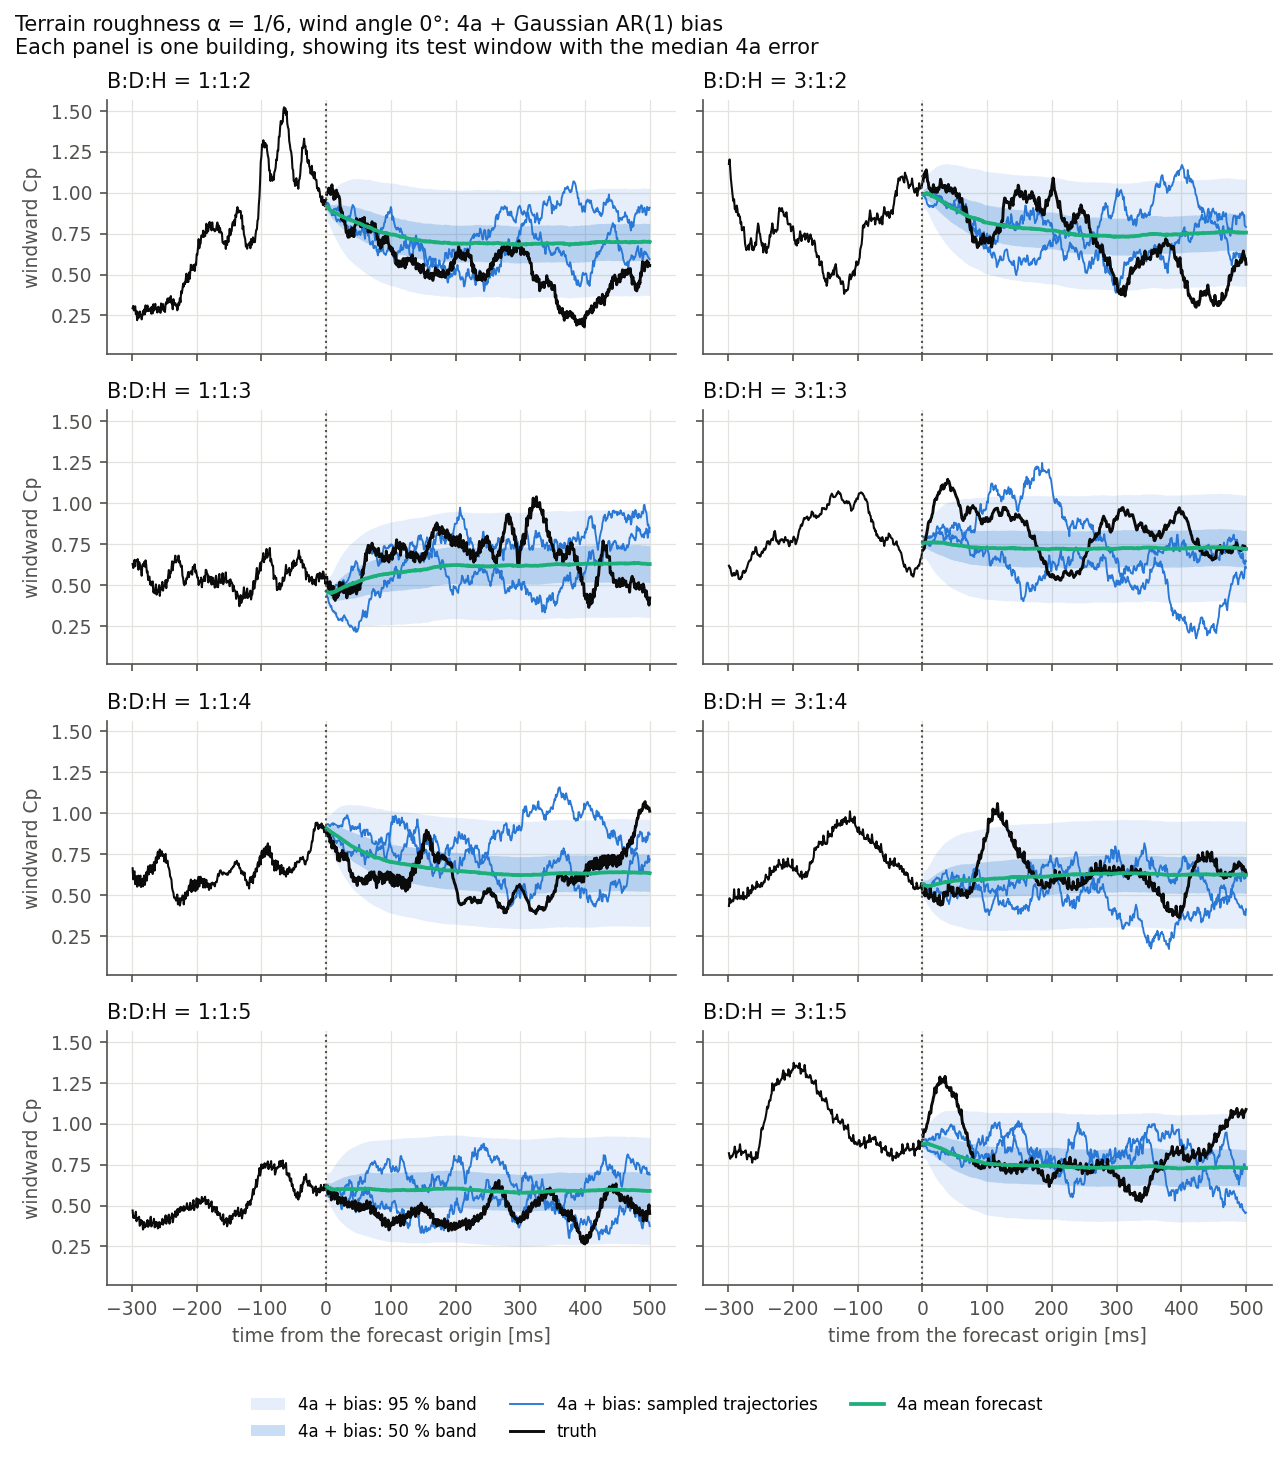 Terrain roughness α = 1/6, wind angle 0°: 4a + Gaussian AR(1) bias
Each panel is one building, showing its test window with the median 4a error
B:D:H = 1:1:2
B:D:H = 3:1:2
1.50
1.25
1.00
0.75
0.50
0.25
windward Cp
B:D:H = 1:1:3
B:D:H = 3:1:3
1.50
1.25
1.00
0.75
0.50
0.25
windward Cp
B:D:H = 1:1:4
B:D:H = 3:1:4
1.50
1.25
1.00
0.75
0.50
0.25
windward Cp
B:D:H = 1:1:5
B:D:H = 3:1:5
1.50
1.25
1.00
0.75
0.50
0.25
windward Cp
−300 −200 −100 0 100 200 300 400 500
−300 −200 −100 0 100 200 300 400 500
time from the forecast origin [ms]
time from the forecast origin [ms]
4a + bias: 95 % band
4a + bias: 50 % band
4a + bias: sampled trajectories
truth
4a mean forecast